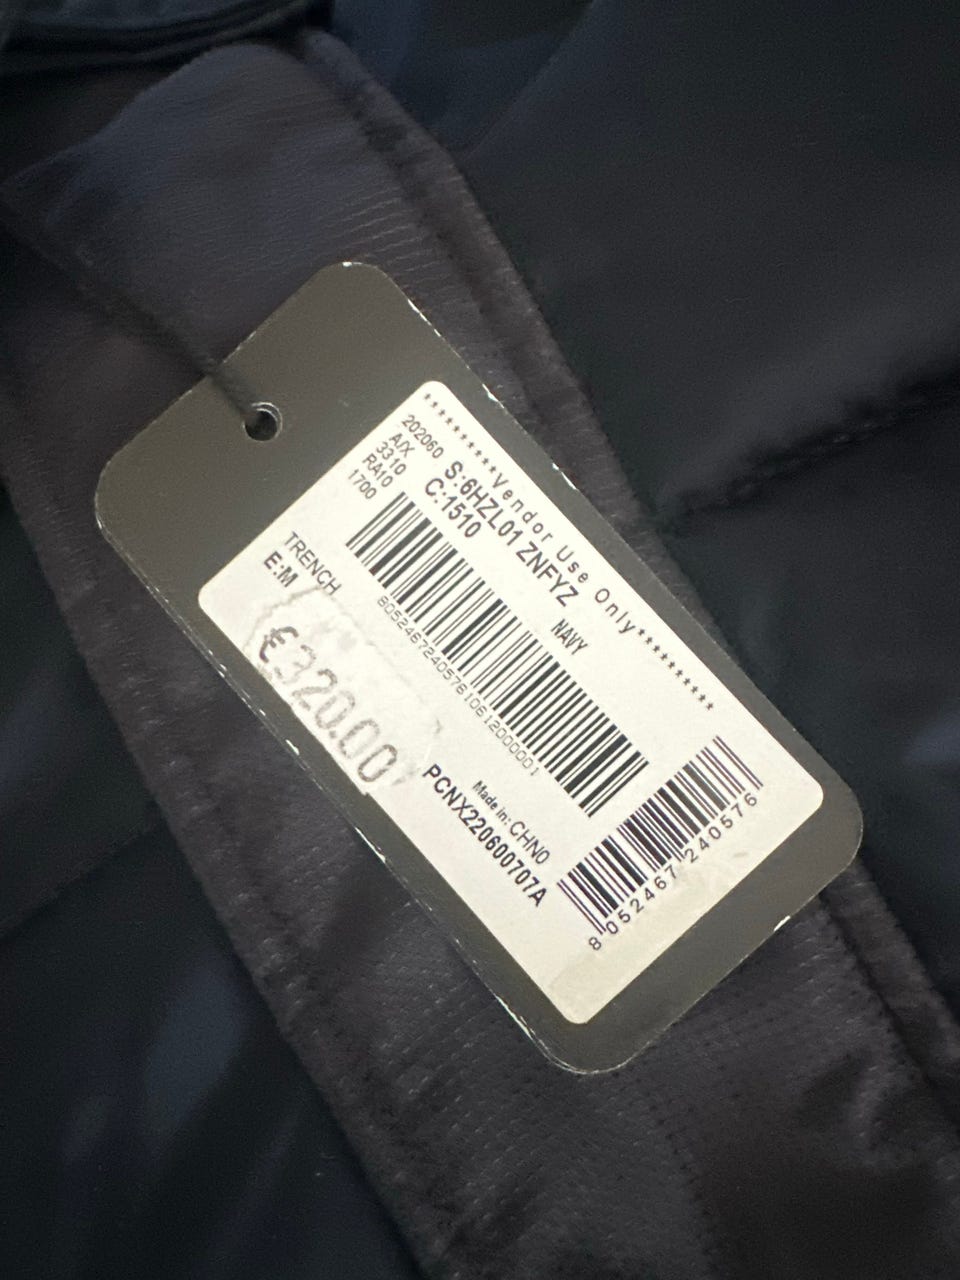 **********Vendor Use Only**********
202060
A/X
3310
RA10
1700
S:6HZL01 ZNFYZ
C:1510
NAVY
805246724057610612000001
TRENCH
E:M
€320.00
Made in: CHN0
PCNX220600707A
8 052467 240576